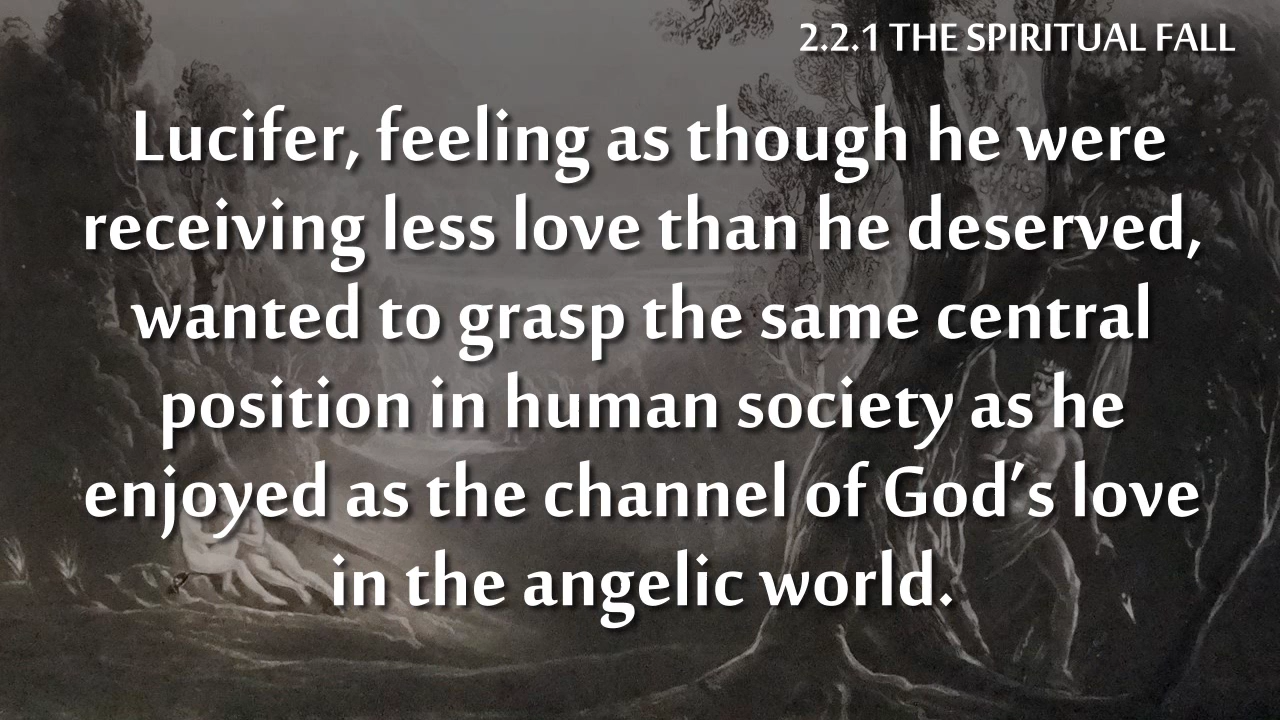 2.2.1 THE SPIRITUAL FALL
Lucifer, feeling as though he were
receiving less love than he deserved,
wanted to grasp the same central
position in human society as he
enjoyed as the channel of God’s love
in the angelic world.